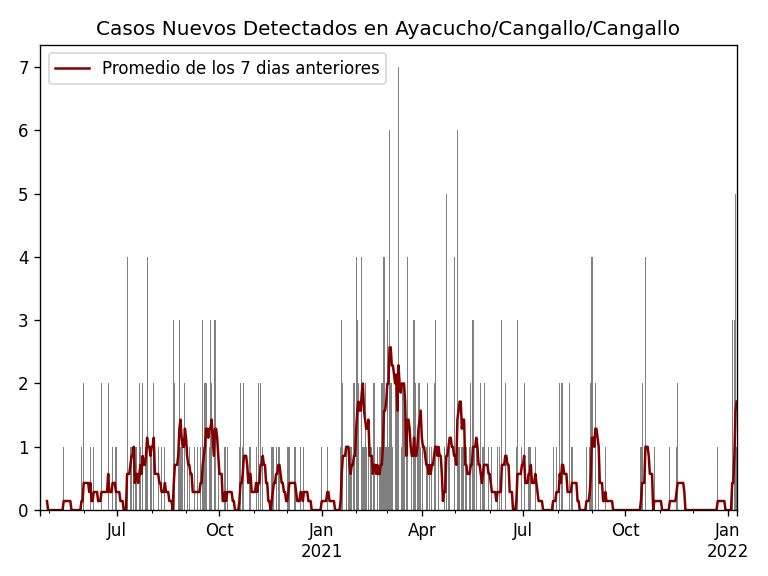 Casos Nuevos Detectados en Ayacucho/Cangallo/Cangallo
Promedio de los 7 dias anteriores
7
6
5
4
3
2
1
0
Jul
Oct
Jan
2021
Apr
Jul
Oct
Jan
2022